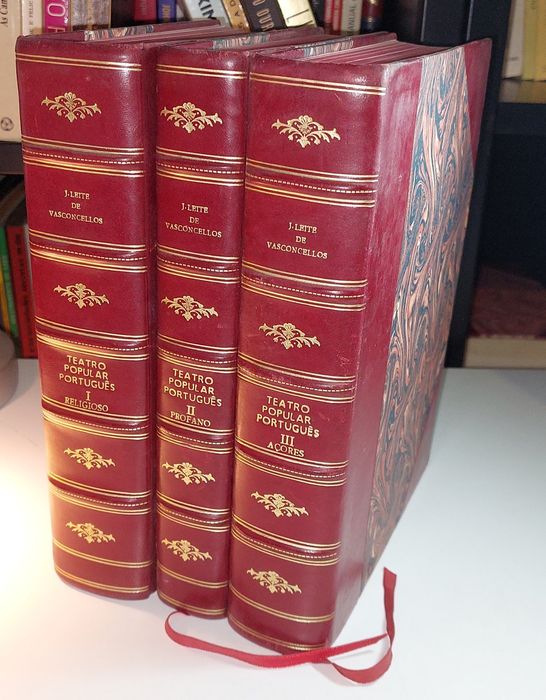 J. LEITE
DE
VASCONCELLOS
TEATRO
POPULAR
PORTUGUÊS
I
RELIGIOSO
J. LEITE
DE
VASCONCELLOS
TEATRO
POPULAR
PORTUGUÊS
II
PROFANO
J. LEITE
DE
VASCONCELLOS
TEATRO
POPULAR
PORTUGUÊS
III
AÇORES